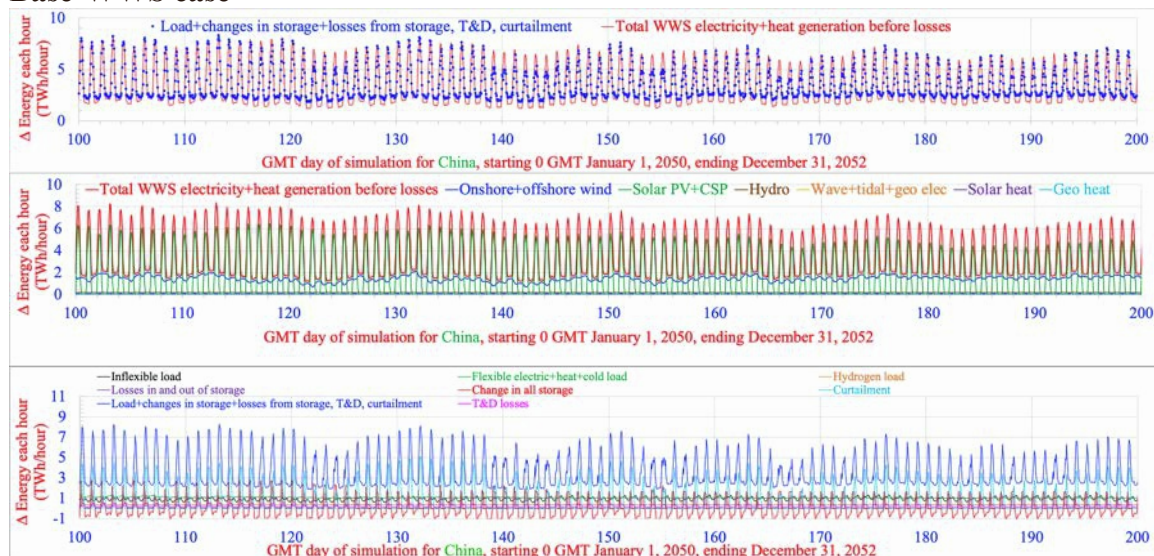 Base WWS case
Load+changes in storage+losses from storage, T&D, curtailment Total WWS electricity+heat generation before losses
Δ Energy each hour
(TWh/hour)
10
5
0
100 110 120 130 140 150 160 170 180 190 200
GMT day of simulation for China, starting 0 GMT January 1, 2050, ending December 31, 2052
Total WWS electricity+heat generation before losses Onshore+offshore wind Solar PV+CSP Hydro Wave+tidal+geo elec Solar heat Geo heat
Δ Energy each hour
(TWh/hour)
10
8
6
4
2
0
100 110 120 130 140 150 160 170 180 190 200
GMT day of simulation for China, starting 0 GMT January 1, 2050, ending December 31, 2052
Inflexible load Flexible electric+heat+cold load Hydrogen load
Losses in and out of storage Change in all storage Curtailment
Load+changes in storage+losses from storage, T&D, curtailment T&D losses
Δ Energy each hour
(TWh/hour)
11
9
7
5
3
1
-1
100 110 120 130 140 150 160 170 180 190 200
GMT day of simulation for China, starting 0 GMT January 1, 2050, ending December 31, 2052